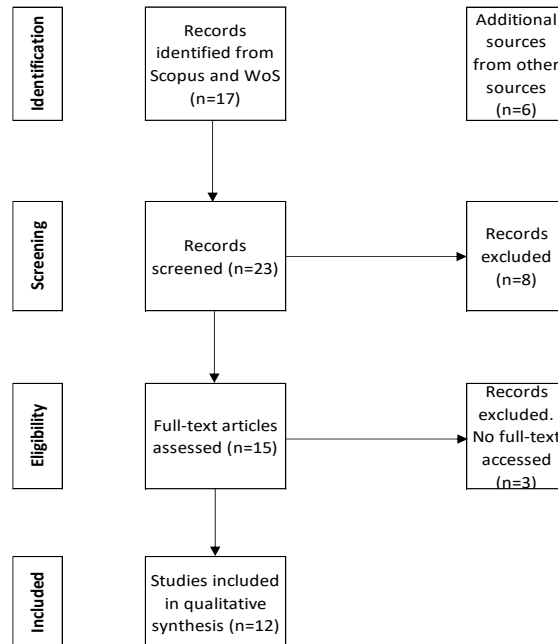 Identification
Records
identified from
Scopus and WoS
(n=17)
Additional
sources
from other
sources
(n=6)
Screening
Records
screened (n=23)
Records
excluded
(n=8)
Eligibility
Full-text articles
assessed (n=15)
Records
excluded.
No full-text
accessed
(n=3)
Included
Studies included
in qualitative
synthesis (n=12)